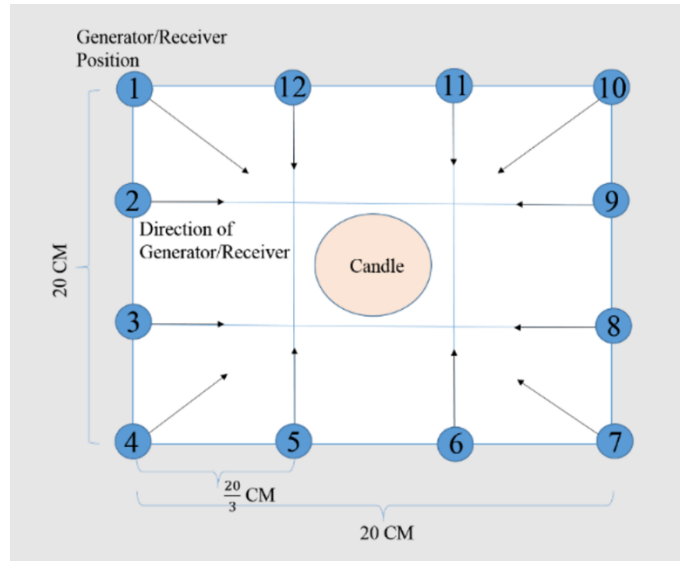 Generator/Receiver
Position
1
12
11
10
2
9
Direction of
Generator/Receiver
Candle
20 CM
3
8
4
5
6
7
20/3 CM
20 CM